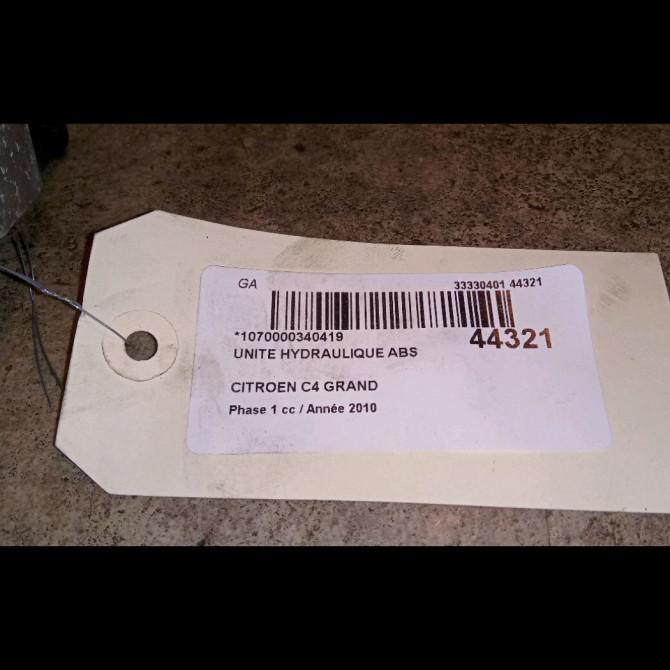 GA 33330401 44321
*1070000340419 44321
UNITE HYDRAULIQUE ABS
CITROEN C4 GRAND
Phase 1 cc / Année 2010